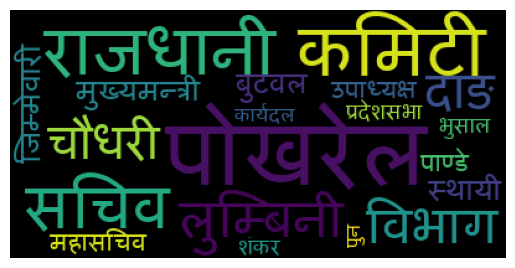 राजधानी कमिटी
जिम्मेवारी
मुख्यमन्त्री बुटवल उपाध्यक्ष दाङ
कार्यदल प्रदेशसभा
चौधरी पोखरेल भुसाल
पाण्डे
सचिव लुम्बिनी स्थायी
विभाग
महासचिव शंकर पुन